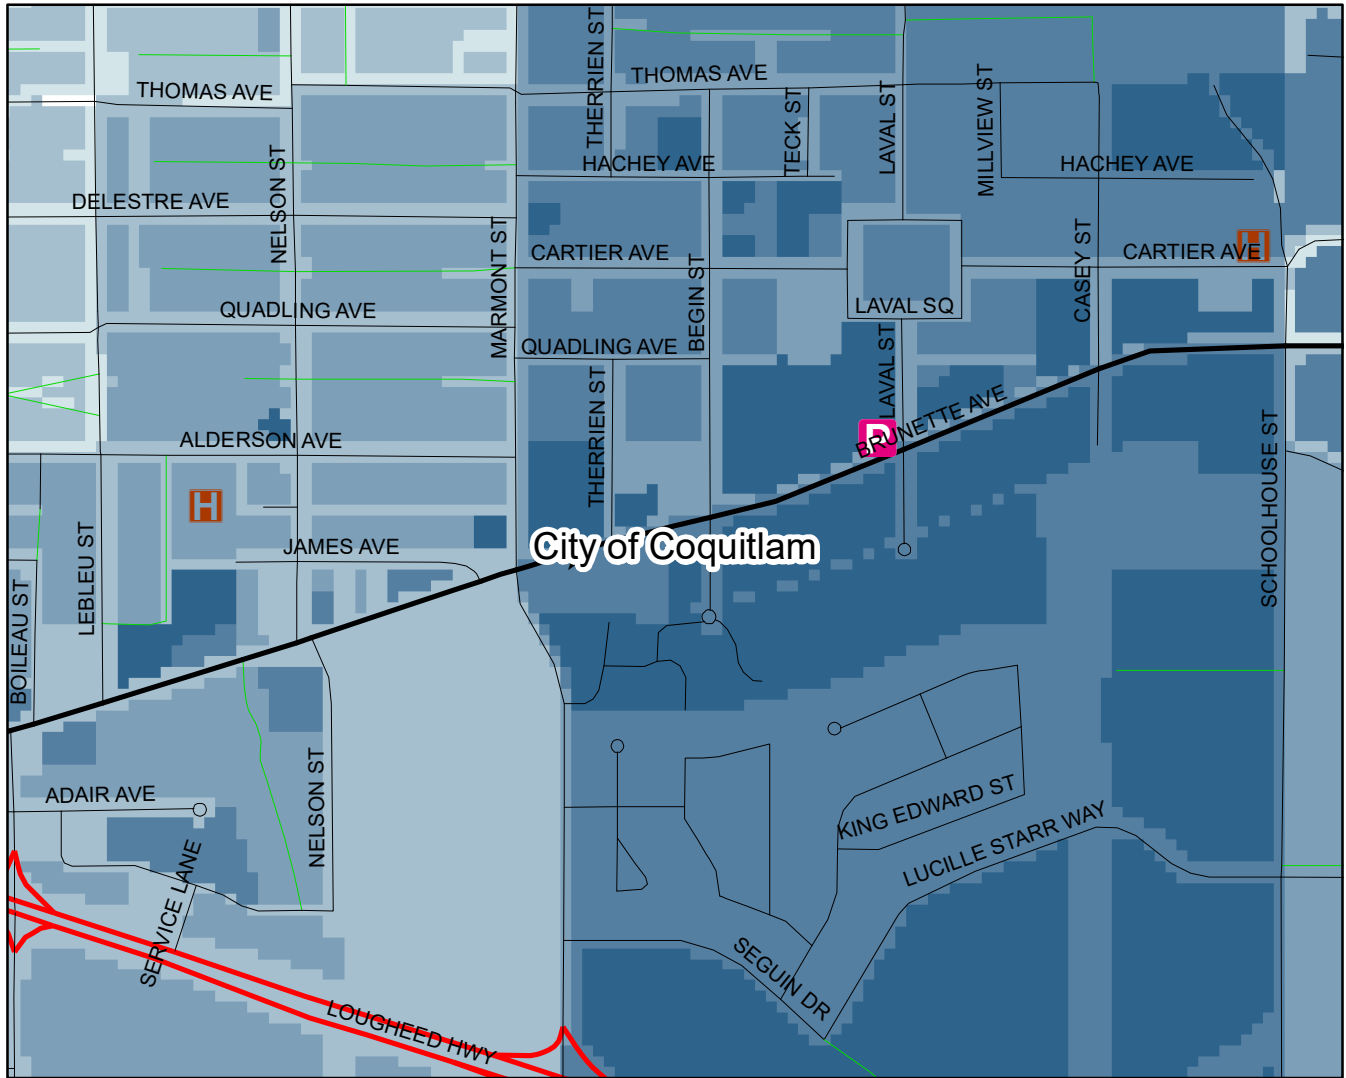 THERRIEN ST
THOMAS AVE
THOMAS AVE
TECK ST
LAVAL ST
MILLVIEW ST
HACHEY AVE
HACHEY AVE
NELSON ST
DELESTRE AVE
MARMONT ST
CARTIER AVE
BEGIN ST
CASEY ST
CARTIER AVE
H
QUADLING AVE
LAVAL SQ
QUADLING AVE
THERRIEN ST
LAVAL ST
BRUNETTE AVE
P
SCHOOLHOUSE ST
ALDERSON AVE
H
LEBLEU ST
JAMES AVE
City of Coquitlam
BOILEAU ST
NELSON ST
ADAIR AVE
KING EDWARD ST
LUCILLE STARR WAY
SERVICE LANE
SEGUIN DR
LOUGHEED HWY